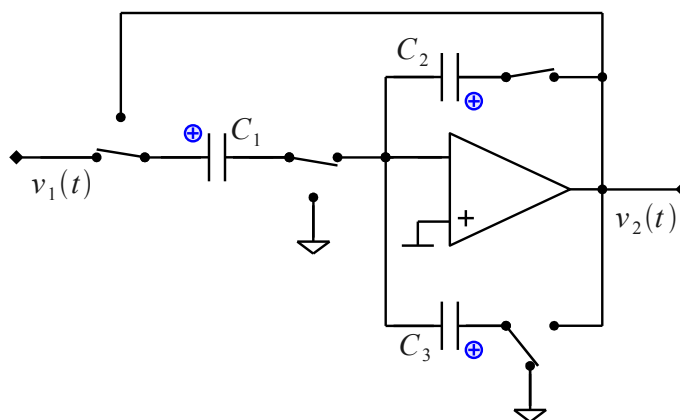 C₂
⊕
⊕ C₁
v₁(t)
+
v₂(t)
C₃
⊕